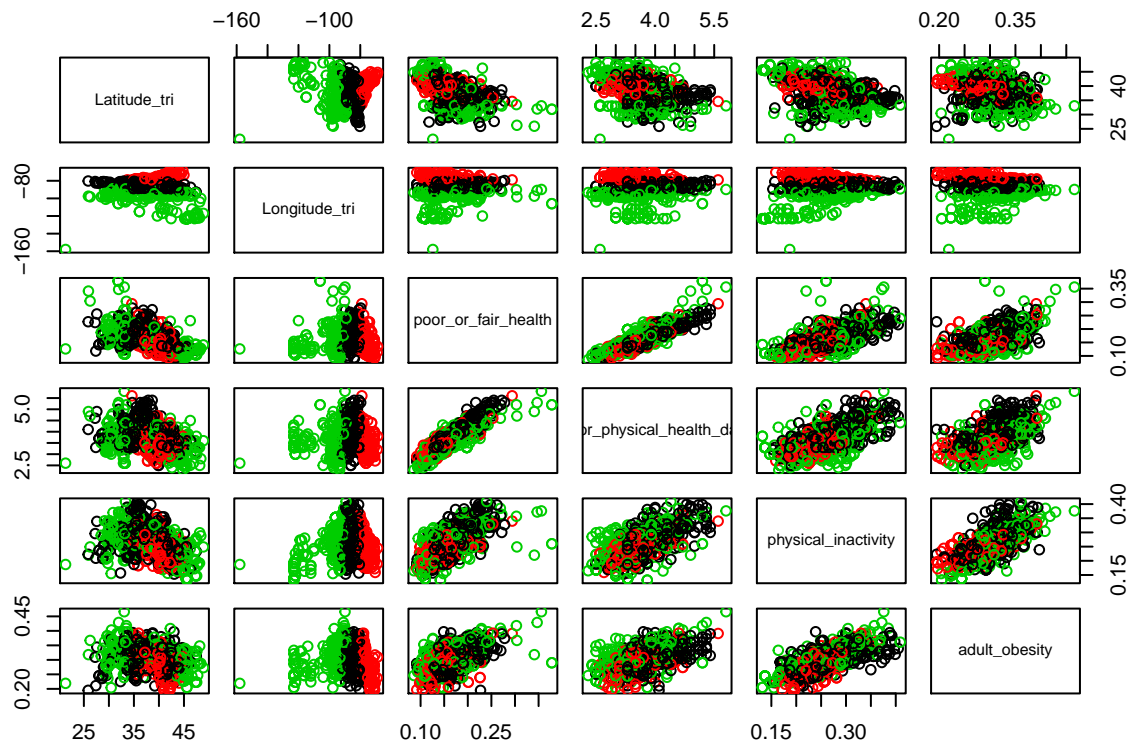 −160 −100 2.5 4.0 5.5 0.20 0.35
Latitude_tri
25 40
−160 −80
Longitude_tri
poor_or_fair_health
0.10 0.35
2.5 5.0
or_physical_health_da
physical_inactivity
0.15 0.40
0.20 0.45
adult_obesity
25 35 45 0.10 0.25 0.15 0.30